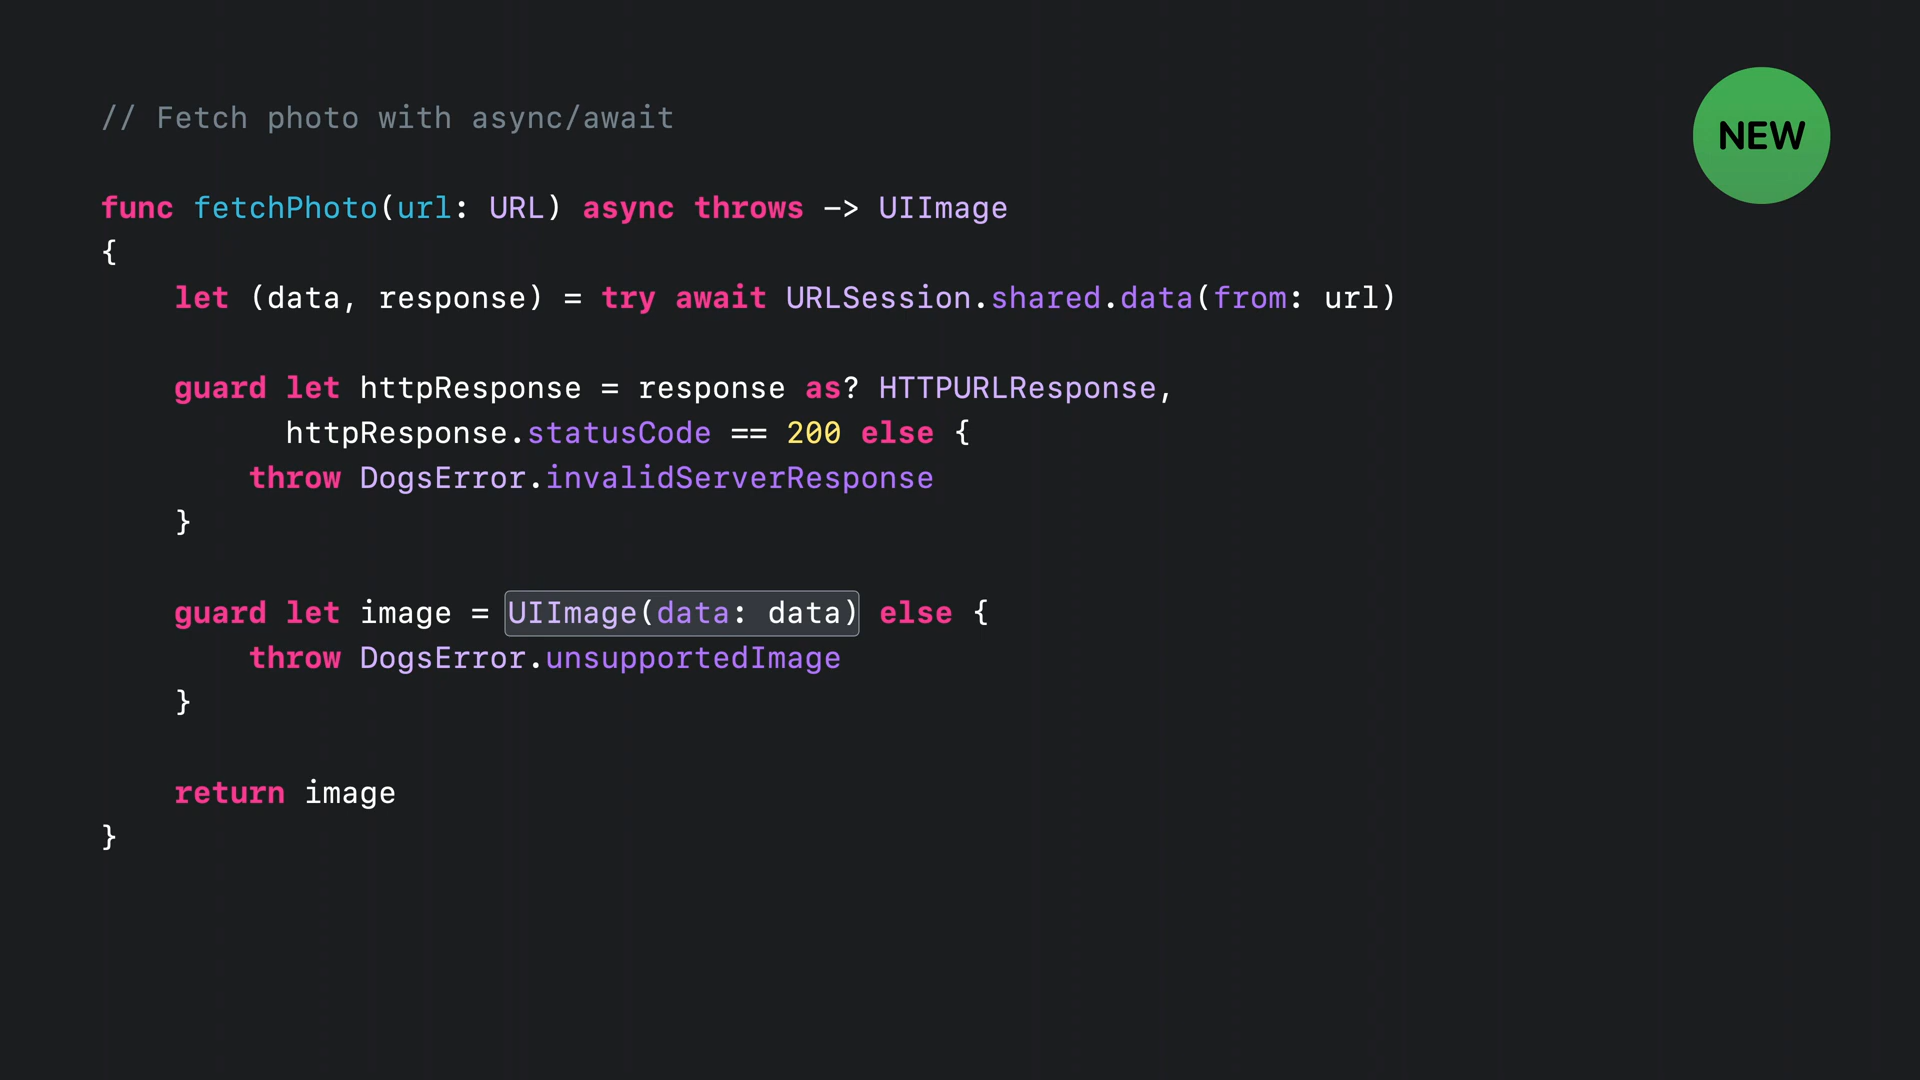 // Fetch photo with async/await
NEW
func fetchPhoto(url: URL) async throws -> UIImage
{
    let (data, response) = try await URLSession.shared.data(from: url)
    guard let httpResponse = response as? HTTPURLResponse,
          httpResponse.statusCode == 200 else {
        throw DogsError.invalidServerResponse
    }
    guard let image = UIImage(data: data) else {
        throw DogsError.unsupportedImage
    }
    return image
}